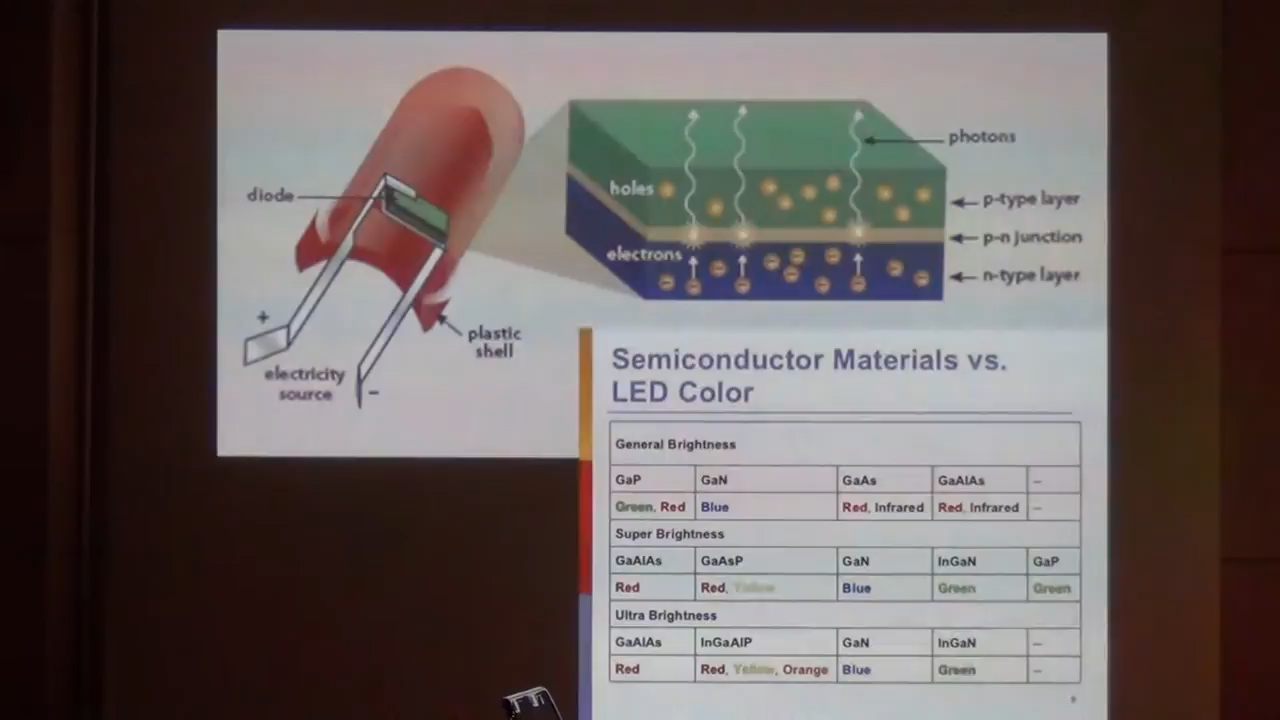 diode
+
electricity
source
−
plastic
shell
holes
electrons
photons
p-type layer
p-n junction
n-type layer
Semiconductor Materials vs.
LED Color
General Brightness
GaP GaN GaAs GaAlAs –
Green, Red Blue Red, Infrared Red, Infrared –
Super Brightness
GaAlAs GaAsP GaN InGaN GaP
Red Red, Yellow Blue Green Green
Ultra Brightness
GaAlAs InGaAlP GaN InGaN –
Red Red, Yellow, Orange Blue Green –